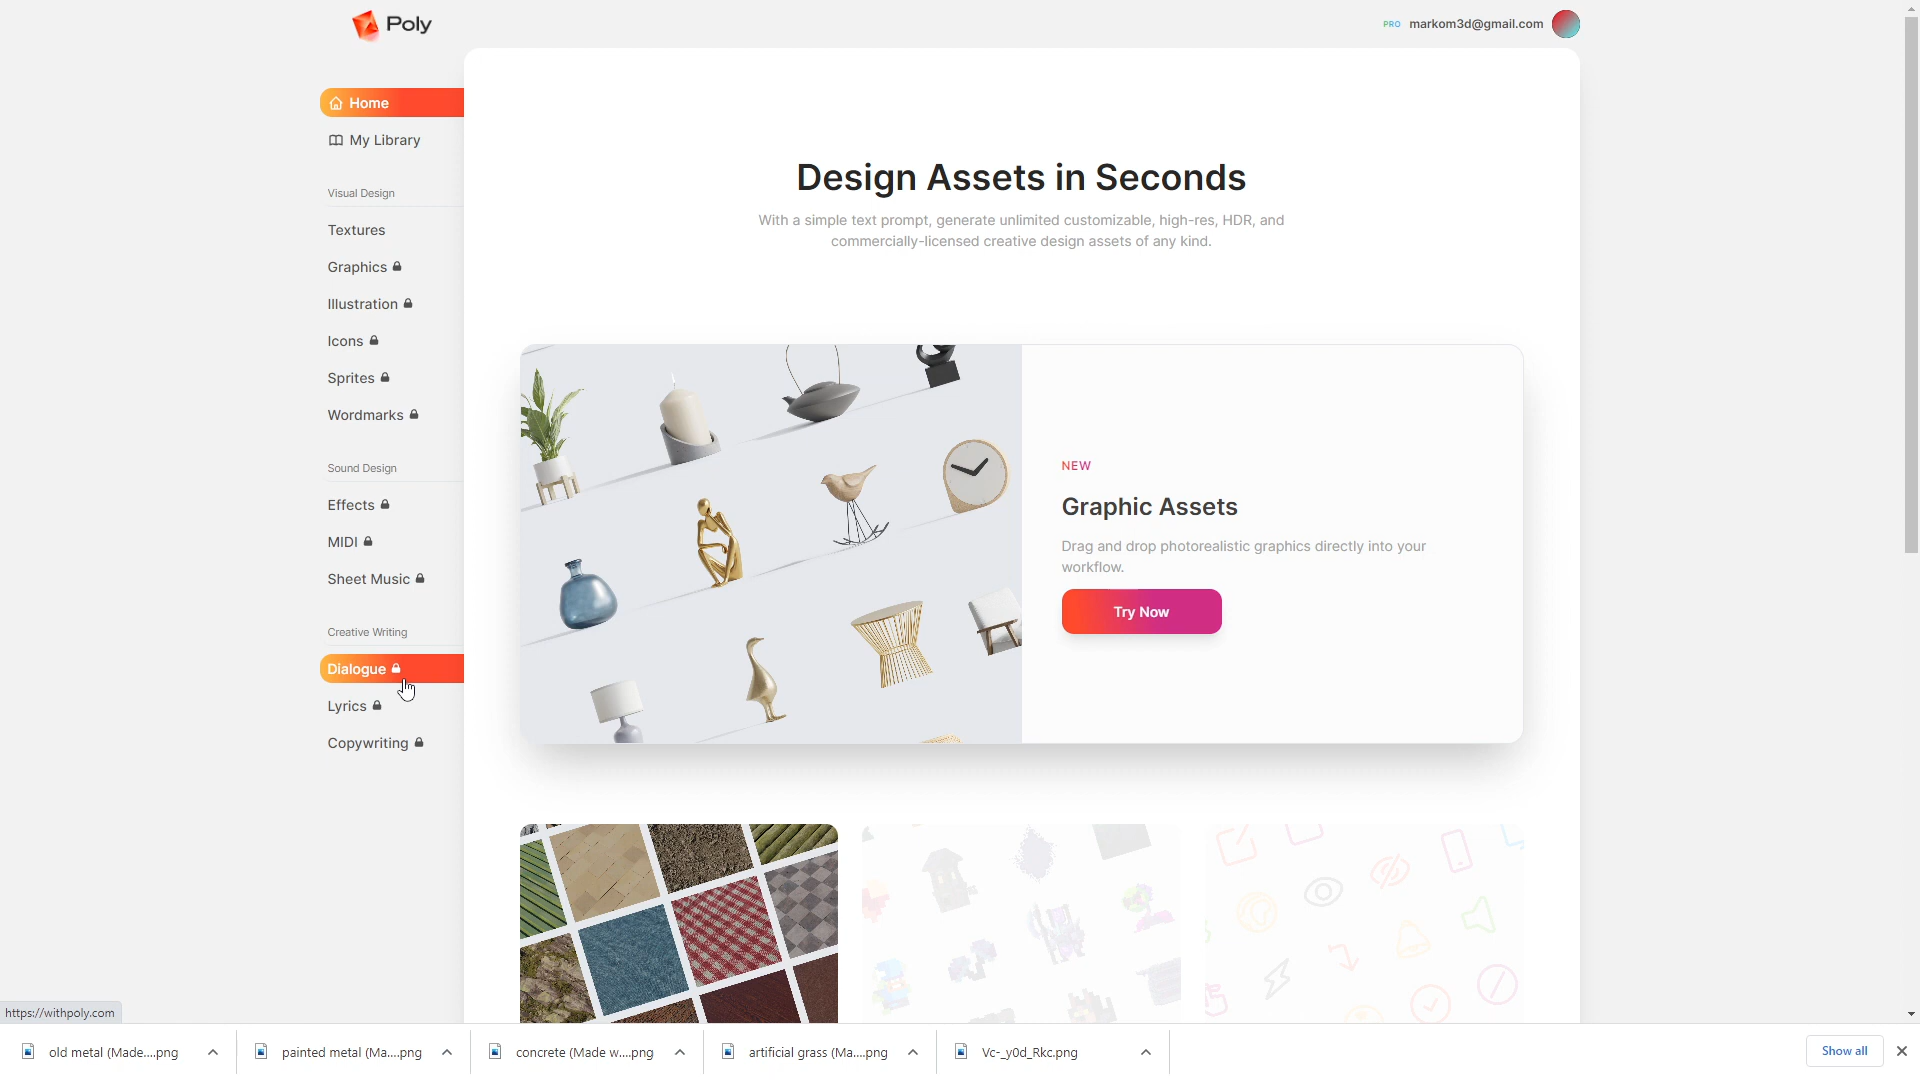 Poly
PRO markom3d@gmail.com
Home
My Library
Visual Design
Textures
Graphics
Illustration
Icons
Sprites
Wordmarks
Sound Design
Effects
MIDI
Sheet Music
Creative Writing
Dialogue
Lyrics
Copywriting
Design Assets in Seconds
With a simple text prompt, generate unlimited customizable, high-res, HDR, and
commercially-licensed creative design assets of any kind.
NEW
Graphic Assets
Drag and drop photorealistic graphics directly into your
workflow.
Try Now
https://withpoly.com
old metal (Made....png
painted metal (Ma....png
concrete (Made w....png
artificial grass (Ma....png
Vc-_y0d_Rkc.png
Show all